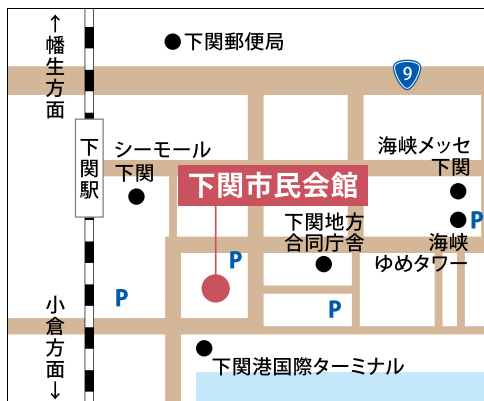 ↑幡生方面
下関郵便局
9
下関駅
シーモール
下関
海峡メッセ
下関
下関市民会館
P
下関地方
合同庁舎
海峡
ゆめタワー
P
P
P
小倉方面↓
下関港国際ターミナル